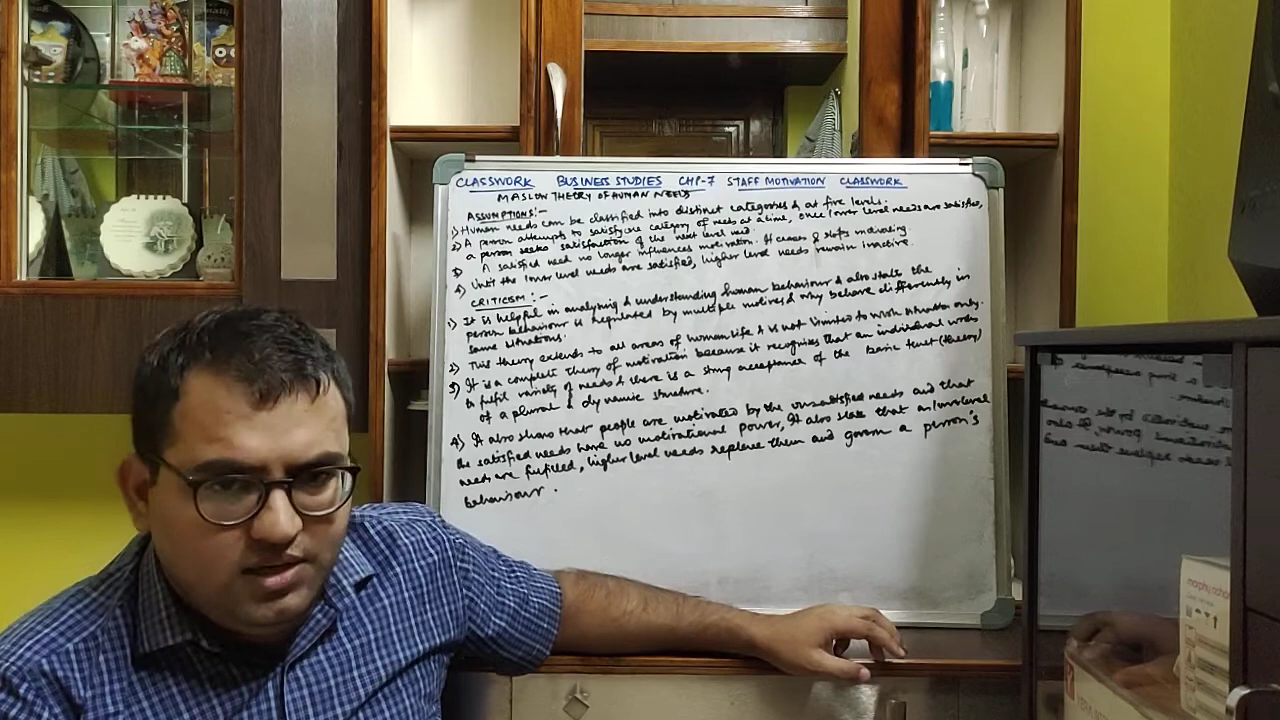 CLASSWORK BUSINESS STUDIES CHP-7 STAFF MOTIVATION CLASSWORK
MASLOW THEORY OF HUMAN NEEDS
ASSUMPTIONS:-
1) Human needs can be classified into distinct categories & at five levels.
2) A person attempts to satisfy one category of needs at a time, once lower level needs are satisfied,
a person seeks satisfaction of the next level need.
3) A satisfied need no longer influences motivation. It ceases & stops motivating.
4) Until the lower level needs are satisfied, higher level needs remain inactive.
CRITICISM:-
1) It is helpful in analyzing & understanding human behaviour & also state the
person behaviour is regulated by multiple motives & why behave differently in
same situations.
2) This theory extends to all areas of human life & is not limited to work situation only.
3) It is a complete theory of motivation because it recognizes that an individual works
to fulfil variety of needs & there is a strong acceptance of the basic (theory)
of a plural & dynamic structure.
4) It also shows that people are motivated by the unsatisfied needs and that
the satisfied needs have no motivational power, It also state that as lower level
needs are fulfilled, higher level needs replace them and govern a person's
behaviour.
morphy richards